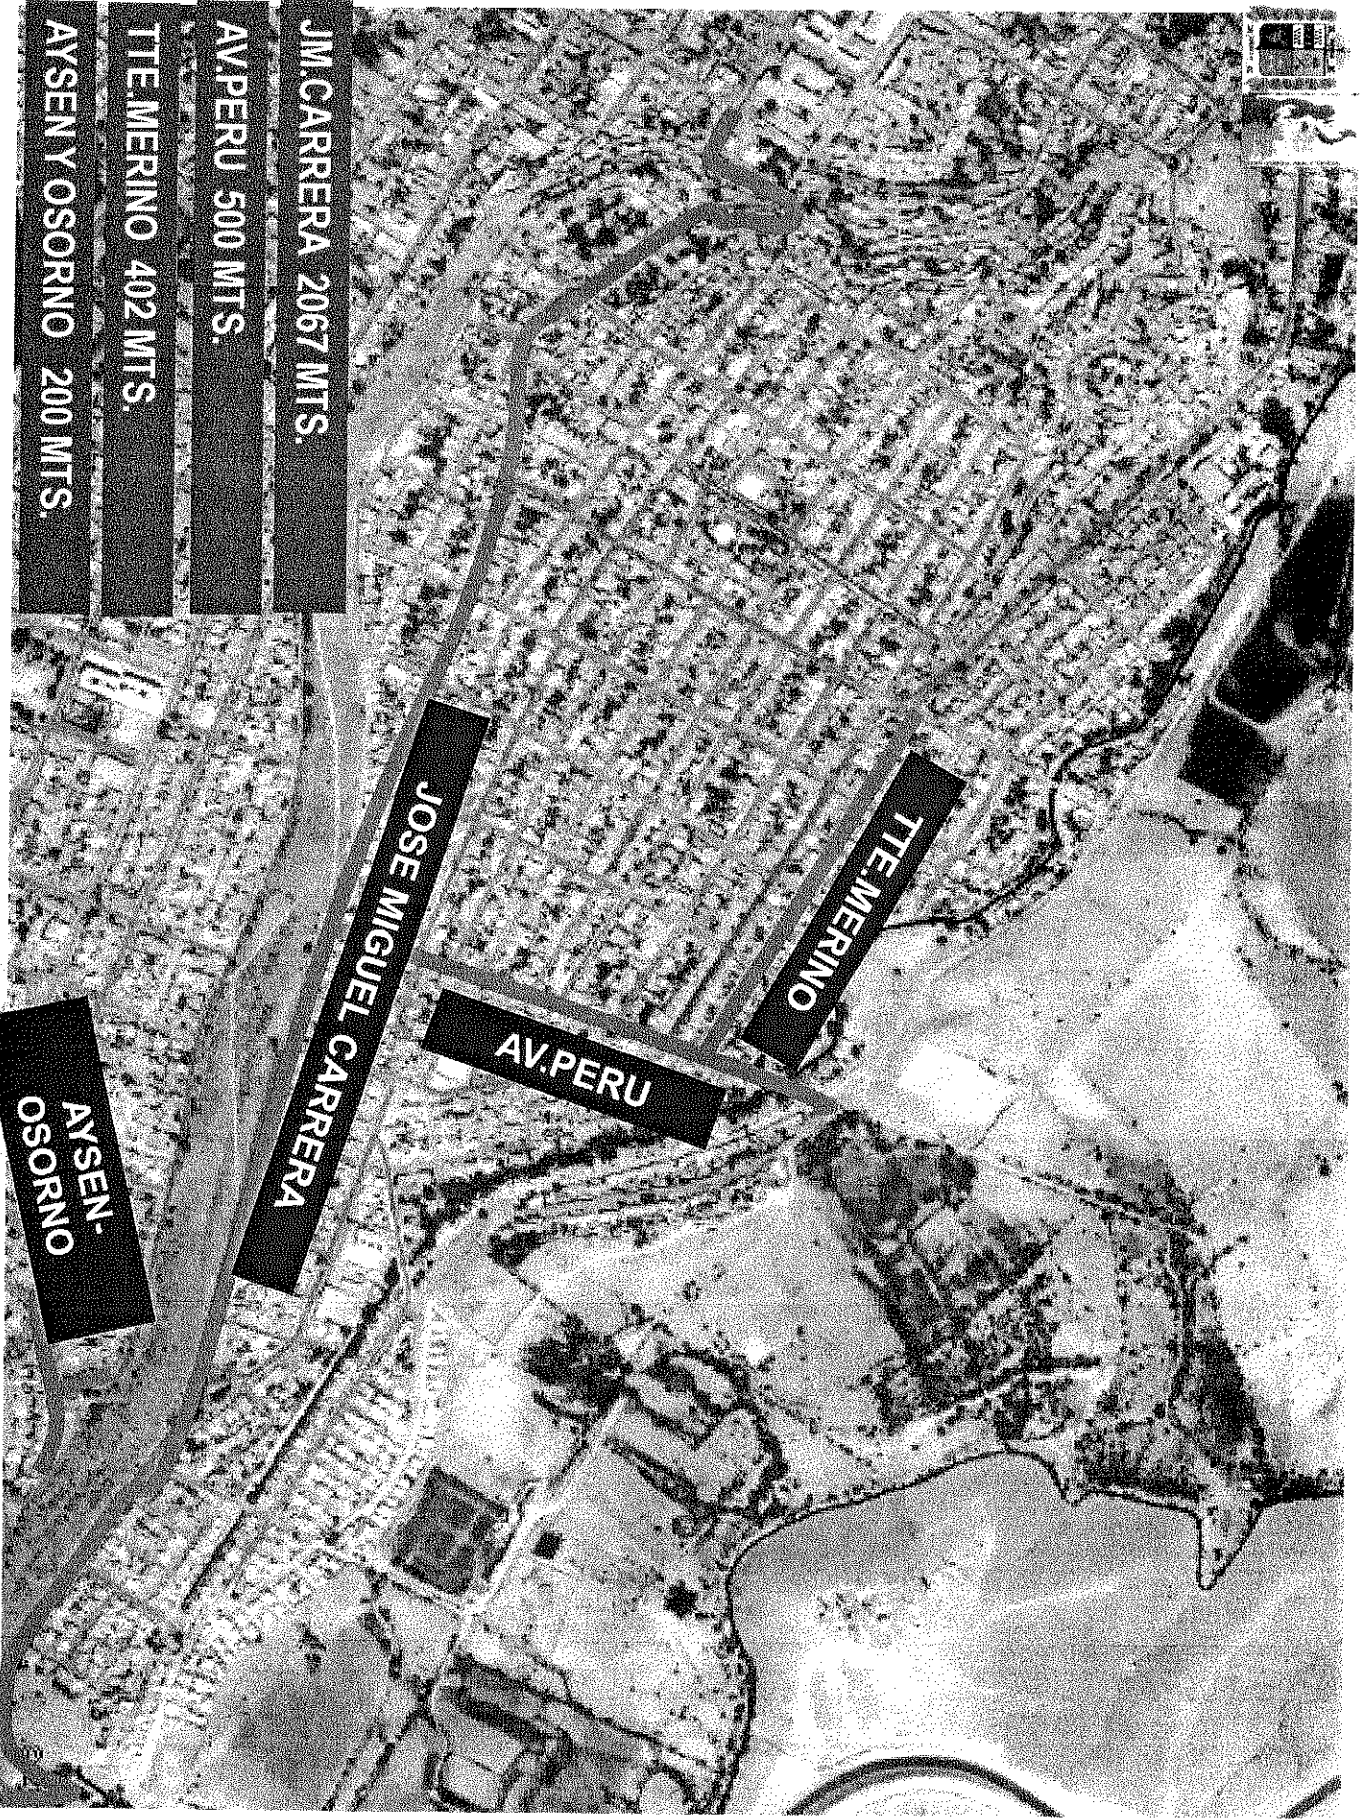 JM.CARRERA 2067 MTS.
AV.PERU 500 MTS.
TTE.MERINO 402 MTS.
AYSEN Y OSORNO 200 MTS.
TTE.MERINO
AV.PERU
JOSE MIGUEL CARRERA
AYSEN-
OSORNO